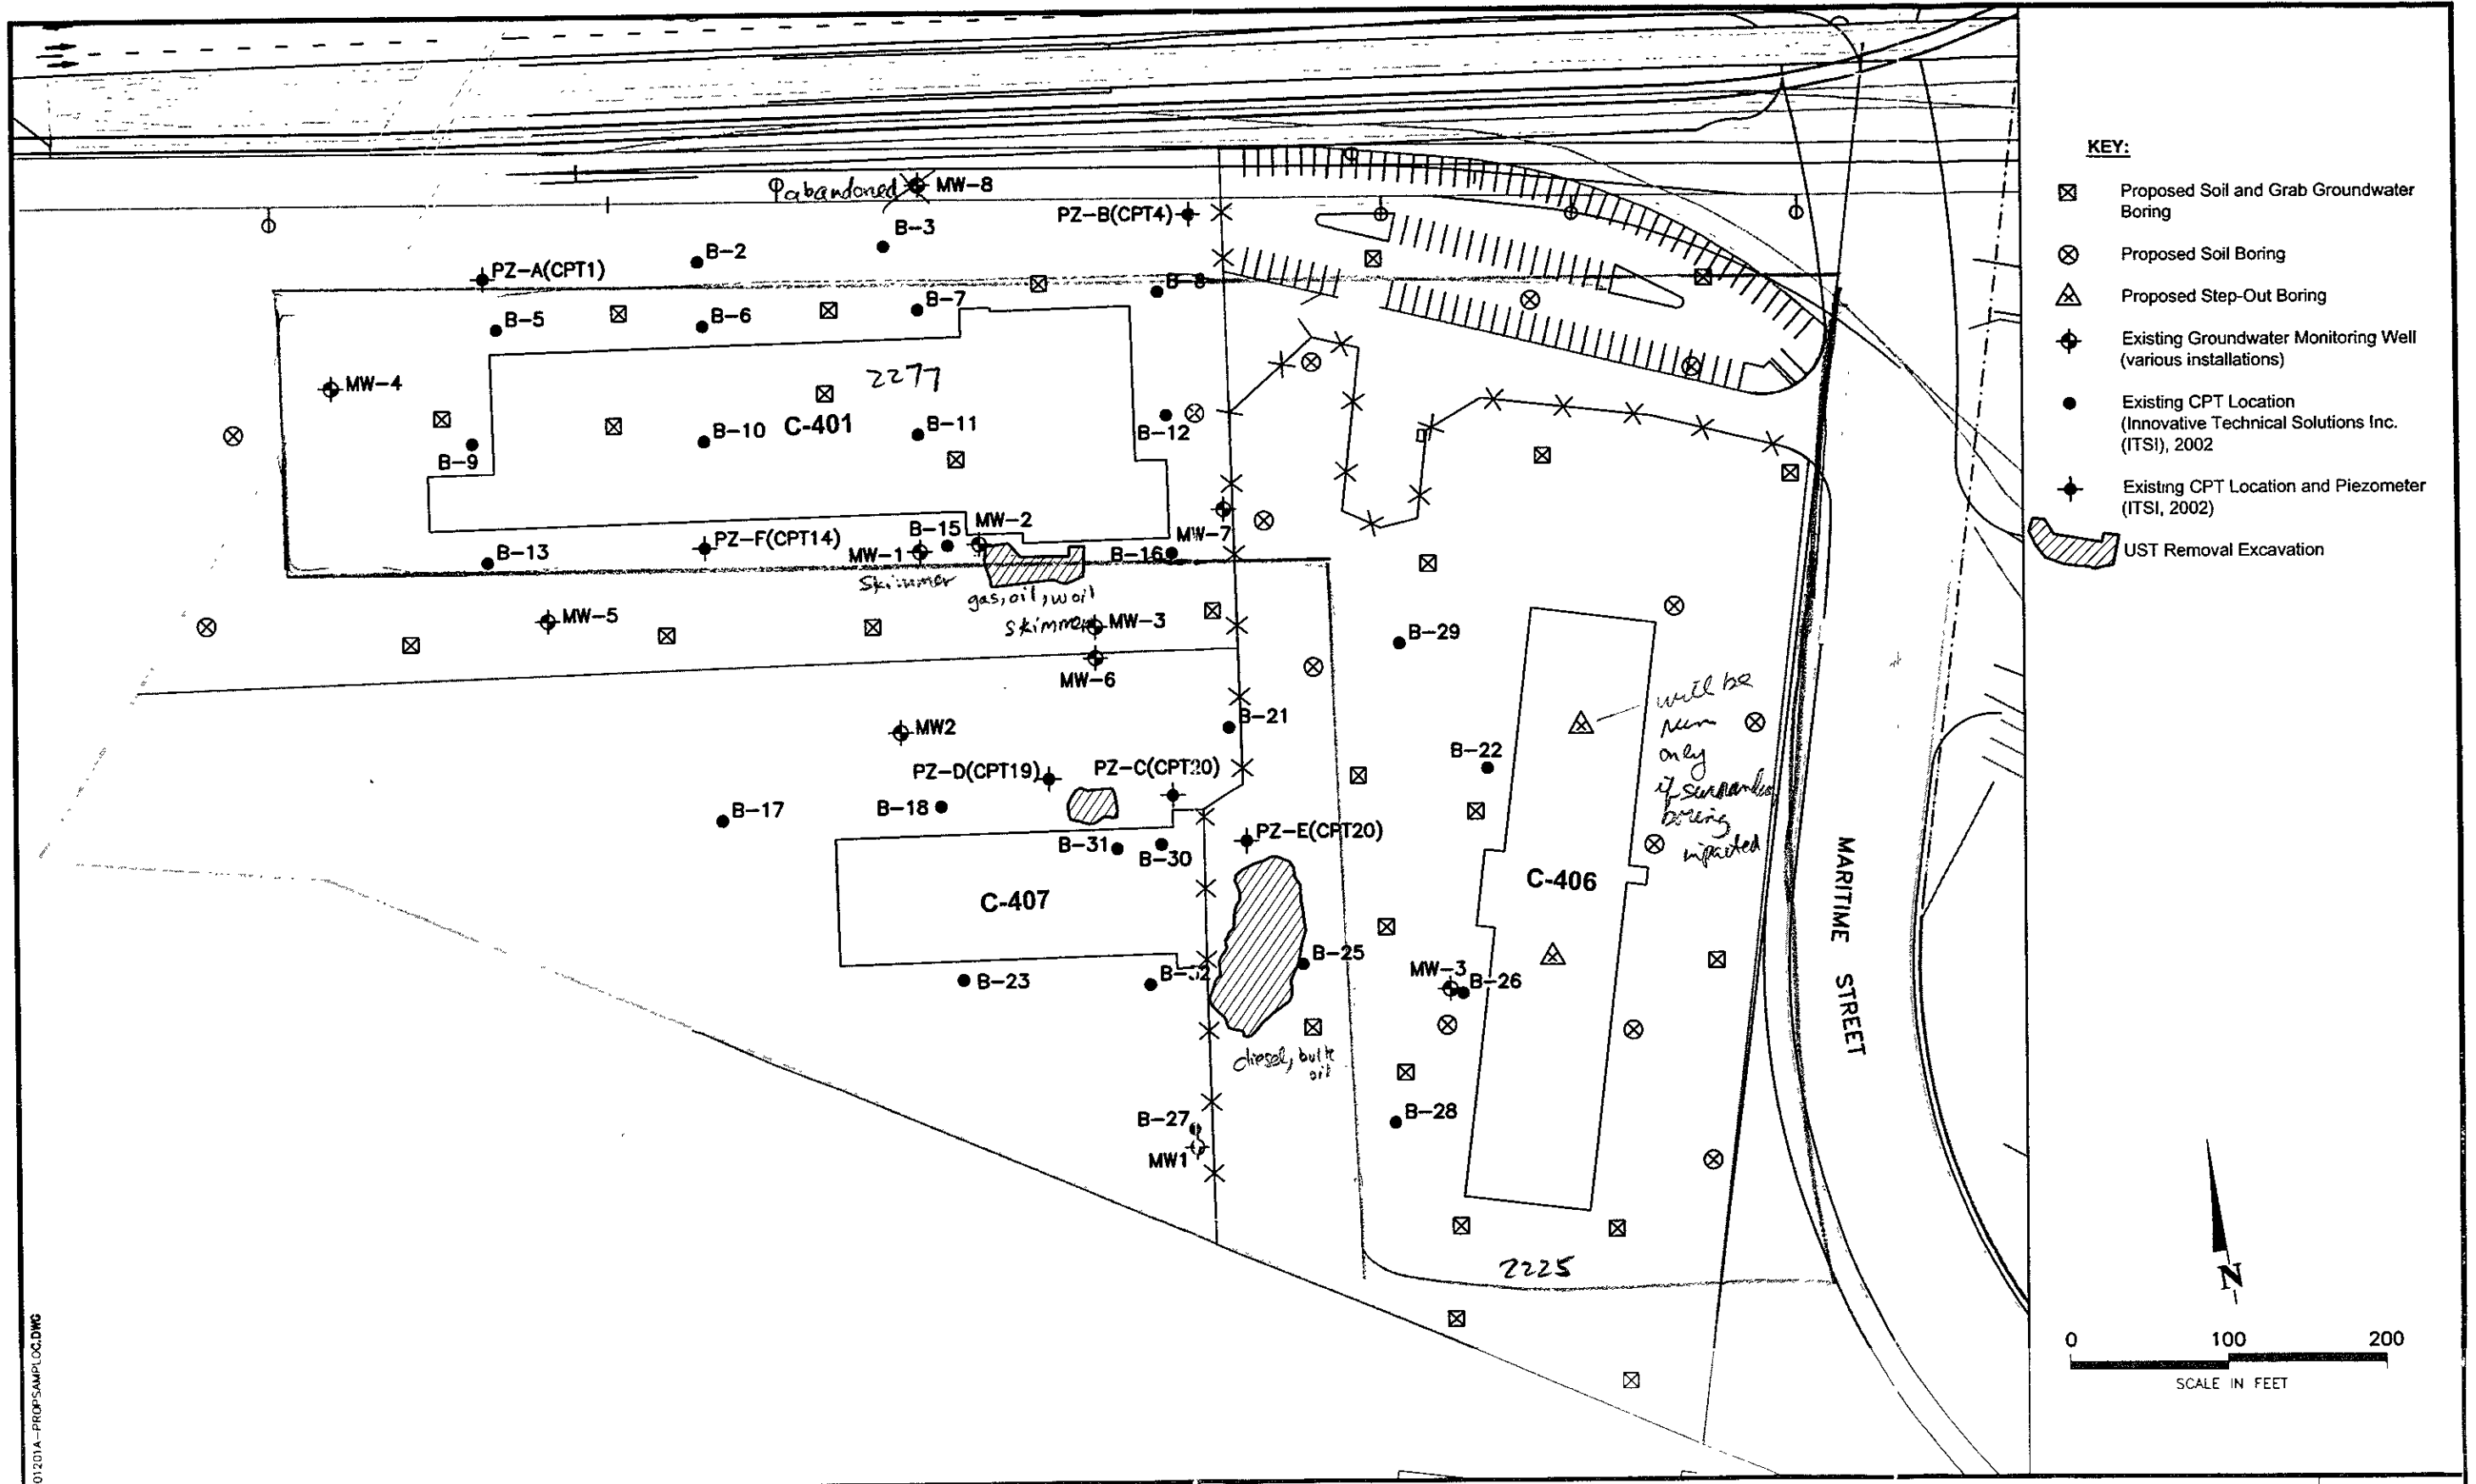 abandoned
MW-8
PZ-B(CPT4)
B-3
B-2
PZ-A(CPT1)
B-7
B-6
B-5
2277
MW-4
C-401
B-10
B-11
B-12
B-9
MW-2
B-15
MW-7
PZ-F(CPT14)
MW-1
B-16
B-13
Skimmer
gas, oil, w oil
MW-5
skimmer
MW-3
B-29
MW-6
will be
run
only
if surrounding
boring
impacted
B-21
MW2
B-22
PZ-D(CPT19)
PZ-C(CPT20)
B-17
B-18
PZ-E(CPT20)
B-31
B-30
C-406
C-407
MARITIME STREET
B-25
MW-3
B-26
B-23
B-32
diesel, bulk
oil
B-27
B-28
MW1
2225
KEY:
Proposed Soil and Grab Groundwater
Boring
Proposed Soil Boring
Proposed Step-Out Boring
Existing Groundwater Monitoring Well
(various installations)
Existing CPT Location
(Innovative Technical Solutions Inc.
(ITSI), 2002
Existing CPT Location and Piezometer
(ITSI, 2002)
UST Removal Excavation
N
0 100 200
SCALE IN FEET
01201A-PROPSAMPLOC.DWG